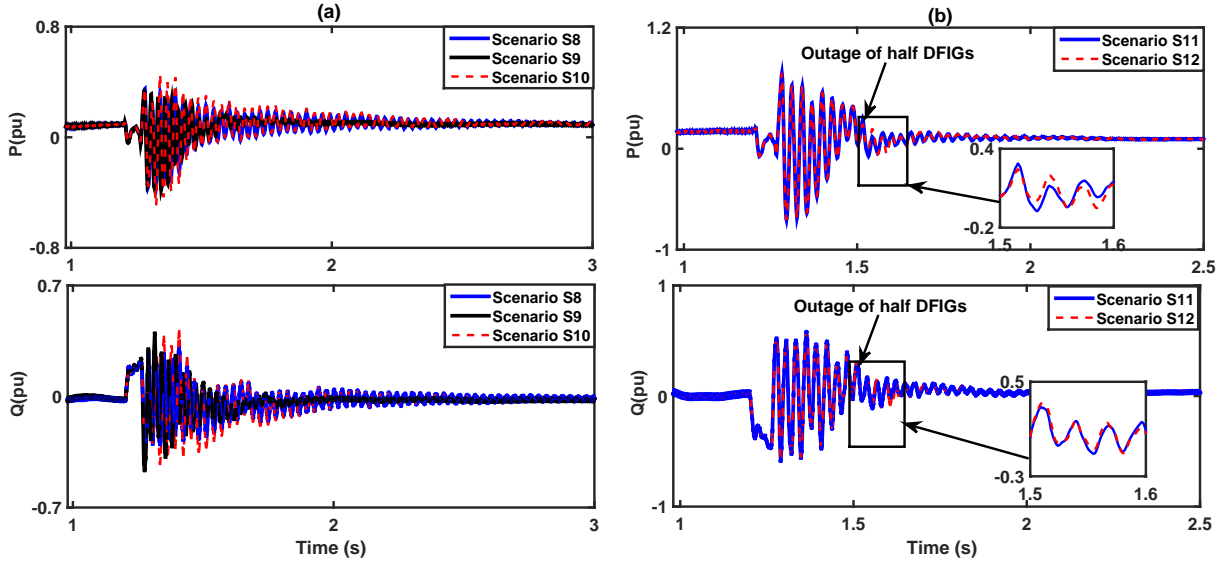 (a)
0.8
P(pu)
0
-0.8
1
2
3
Scenario S8
Scenario S9
Scenario S10
0.7
Q(pu)
0
-0.7
1
2
3
Time (s)
Scenario S8
Scenario S9
Scenario S10
(b)
1.2
P(pu)
0
-1
1
1.5
2
2.5
Outage of half DFIGs
Scenario S11
Scenario S12
0.4
-0.2
1.5
1.6
1
Q(pu)
0
-1
1
1.5
2
2.5
Time (s)
Outage of half DFIGs
Scenario S11
Scenario S12
0.5
-0.3
1.5
1.6